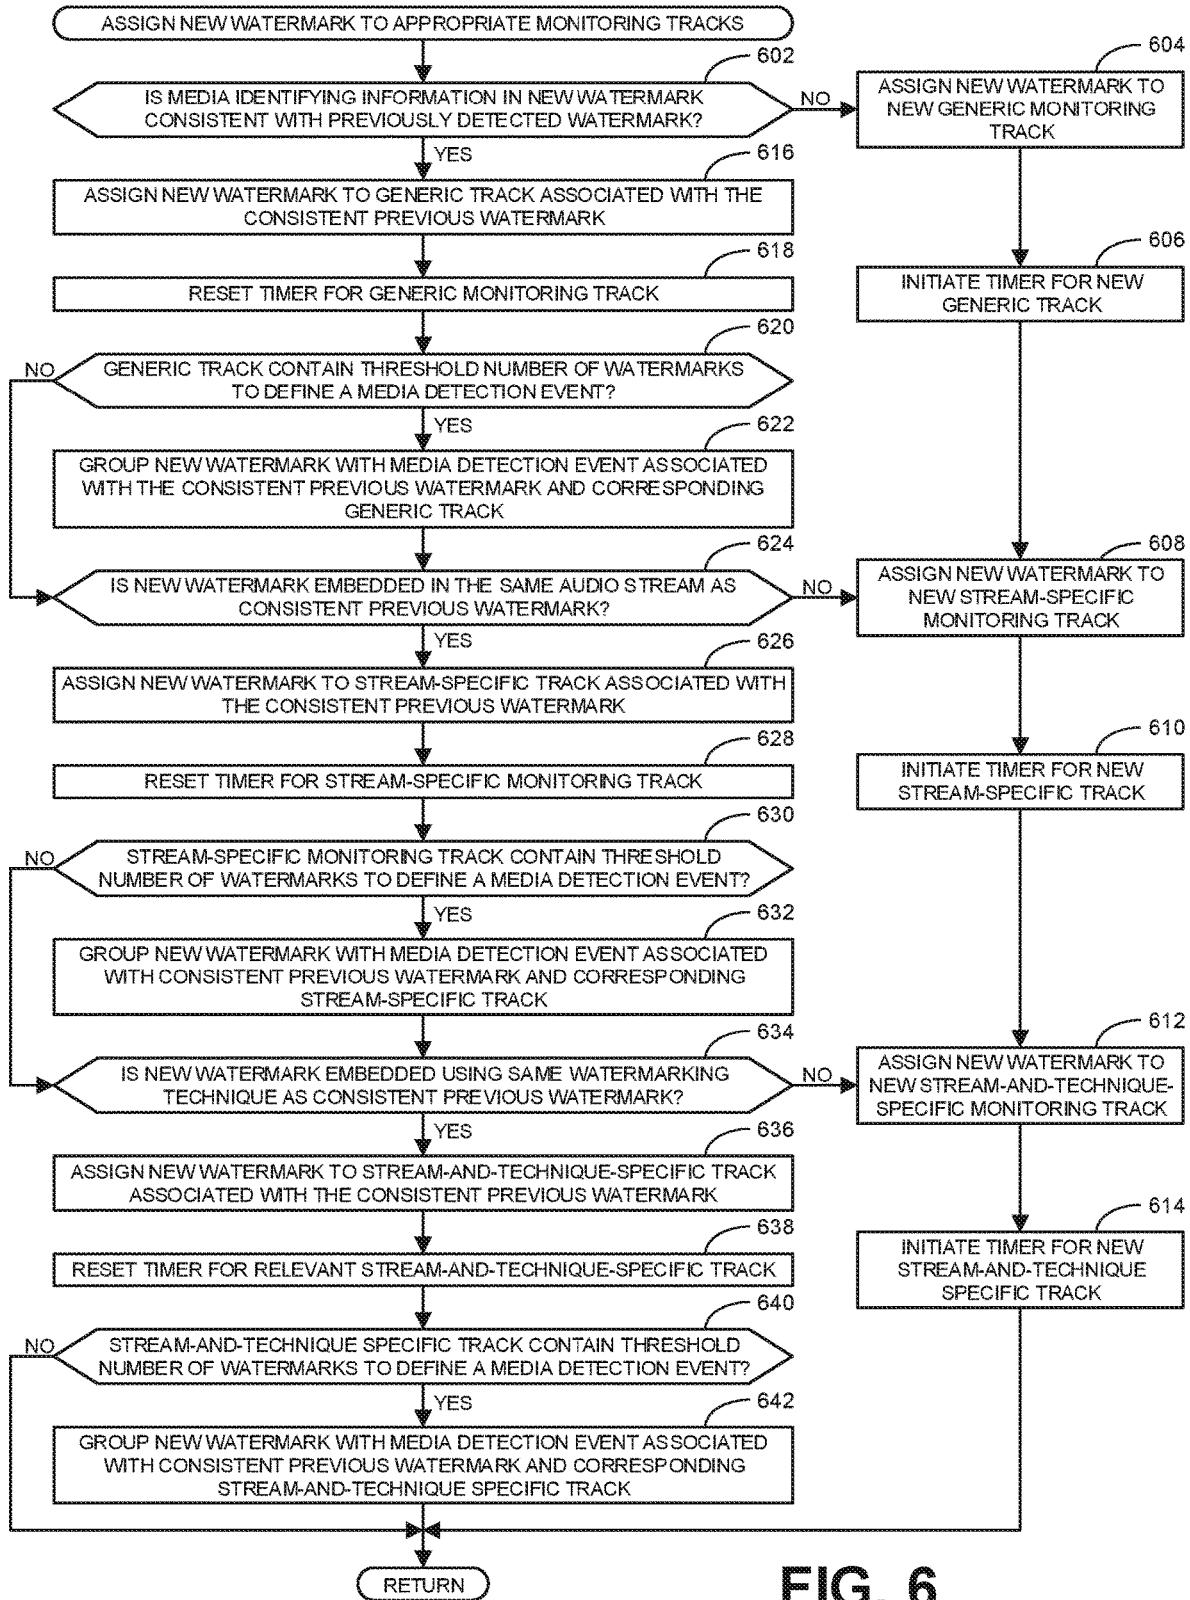 ASSIGN NEW WATERMARK TO APPROPRIATE MONITORING TRACKS
602
IS MEDIA IDENTIFYING INFORMATION IN NEW WATERMARK
CONSISTENT WITH PREVIOUSLY DETECTED WATERMARK?
NO
YES
604
ASSIGN NEW WATERMARK TO
NEW GENERIC MONITORING
TRACK
616
ASSIGN NEW WATERMARK TO GENERIC TRACK ASSOCIATED WITH THE
CONSISTENT PREVIOUS WATERMARK
606
INITIATE TIMER FOR NEW
GENERIC TRACK
618
RESET TIMER FOR GENERIC MONITORING TRACK
620
GENERIC TRACK CONTAIN THRESHOLD NUMBER OF WATERMARKS
TO DEFINE A MEDIA DETECTION EVENT?
NO
YES
622
GROUP NEW WATERMARK WITH MEDIA DETECTION EVENT ASSOCIATED
WITH THE CONSISTENT PREVIOUS WATERMARK AND CORRESPONDING
GENERIC TRACK
624
IS NEW WATERMARK EMBEDDED IN THE SAME AUDIO STREAM AS
CONSISTENT PREVIOUS WATERMARK?
NO
YES
608
ASSIGN NEW WATERMARK TO
NEW STREAM-SPECIFIC
MONITORING TRACK
626
ASSIGN NEW WATERMARK TO STREAM-SPECIFIC TRACK ASSOCIATED WITH
THE CONSISTENT PREVIOUS WATERMARK
610
INITIATE TIMER FOR NEW
STREAM-SPECIFIC TRACK
628
RESET TIMER FOR STREAM-SPECIFIC MONITORING TRACK
630
STREAM-SPECIFIC MONITORING TRACK CONTAIN THRESHOLD
NUMBER OF WATERMARKS TO DEFINE A MEDIA DETECTION EVENT?
NO
YES
632
GROUP NEW WATERMARK WITH MEDIA DETECTION EVENT ASSOCIATED
WITH CONSISTENT PREVIOUS WATERMARK AND CORRESPONDING
STREAM-SPECIFIC TRACK
634
IS NEW WATERMARK EMBEDDED USING SAME WATERMARKING
TECHNIQUE AS CONSISTENT PREVIOUS WATERMARK?
NO
YES
612
ASSIGN NEW WATERMARK TO
NEW STREAM-AND-TECHNIQUE-
SPECIFIC MONITORING TRACK
636
ASSIGN NEW WATERMARK TO STREAM-AND-TECHNIQUE-SPECIFIC TRACK
ASSOCIATED WITH THE CONSISTENT PREVIOUS WATERMARK
614
INITIATE TIMER FOR NEW
STREAM-AND-TECHNIQUE
SPECIFIC TRACK
638
RESET TIMER FOR RELEVANT STREAM-AND-TECHNIQUE-SPECIFIC TRACK
640
STREAM-AND-TECHNIQUE SPECIFIC TRACK CONTAIN THRESHOLD
NUMBER OF WATERMARKS TO DEFINE A MEDIA DETECTION EVENT?
NO
YES
642
GROUP NEW WATERMARK WITH MEDIA DETECTION EVENT ASSOCIATED
WITH CONSISTENT PREVIOUS WATERMARK AND CORRESPONDING
STREAM-AND-TECHNIQUE SPECIFIC TRACK
RETURN
FIG. 6